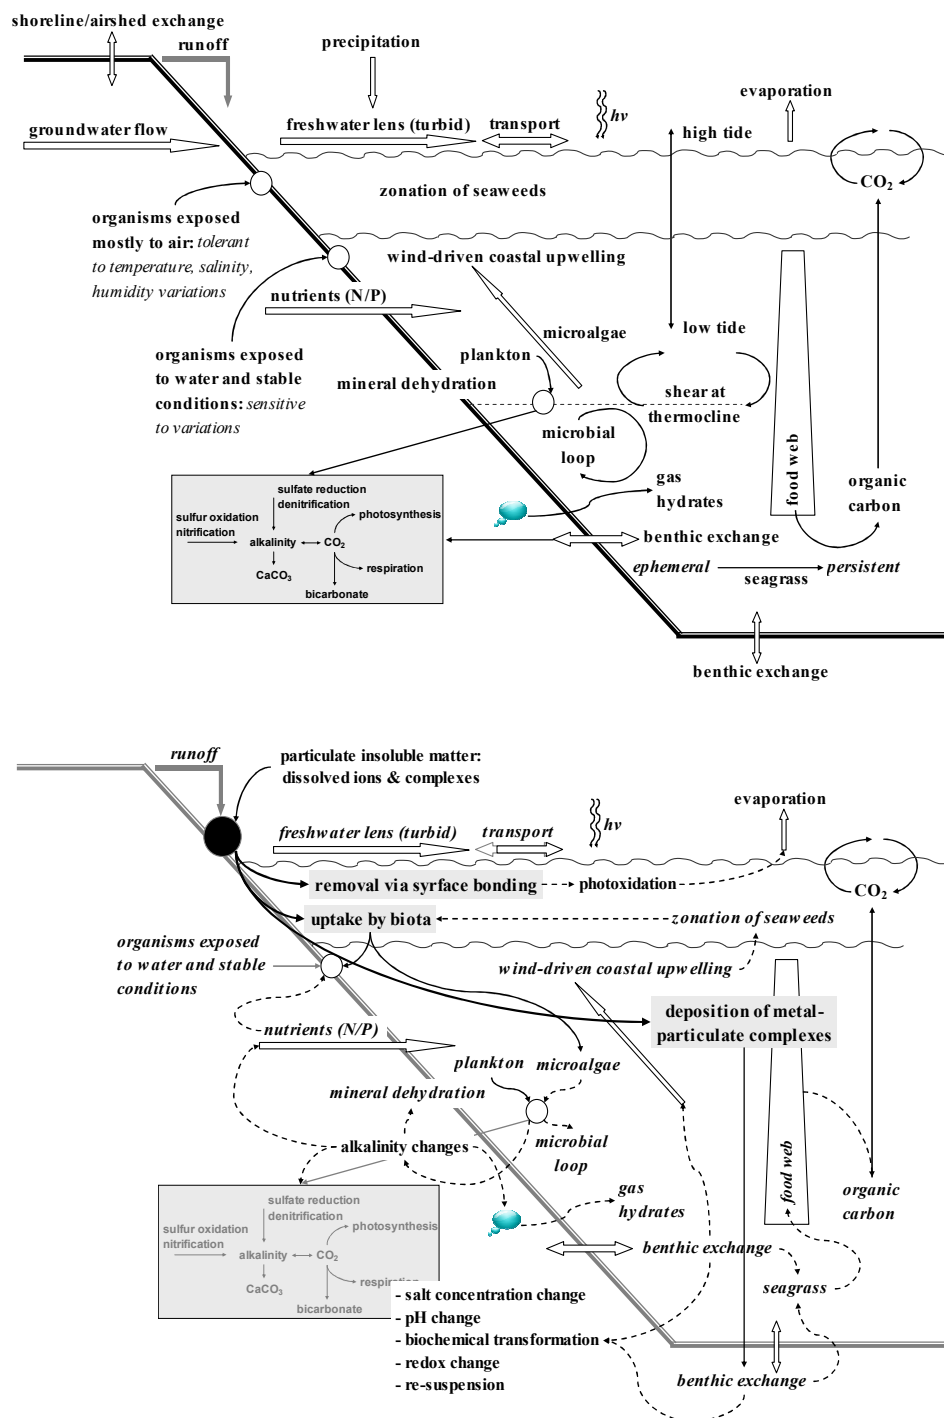 shoreline/airshed exchange
runoff
precipitation
evaporation
hν
groundwater flow
freshwater lens (turbid)
transport
high tide
CO2
zonation of seaweeds
organisms exposed
mostly to air: tolerant
to temperature, salinity,
humidity variations
wind-driven coastal upwelling
nutrients (N/P)
microalgae
low tide
organisms exposed
to water and stable
conditions: sensitive
to variations
plankton
mineral dehydration
shear at
thermocline
microbial
loop
food web
gas
hydrates
organic
carbon
sulfate reduction
denitrification
photosynthesis
sulfur oxidation
nitrification
alkalinity
CO2
CaCO3
respiration
bicarbonate
benthic exchange
ephemeral
seagrass
persistent
benthic exchange
runoff
particulate insoluble matter:
dissolved ions & complexes
evaporation
hν
freshwater lens (turbid)
transport
removal via syrface bonding
photoxidation
CO2
uptake by biota
zonation of seaweeds
organisms exposed
to water and stable
conditions
wind-driven coastal upwelling
deposition of metal-
particulate complexes
nutrients (N/P)
plankton
microalgae
mineral dehydration
alkalinity changes
microbial
loop
food web
gas
hydrates
organic
carbon
sulfate reduction
denitrification
photosynthesis
sulfur oxidation
nitrification
alkalinity
CO2
CaCO3
respiration
bicarbonate
benthic exchange
seagrass
- salt concentration change
- pH change
- biochemical transformation
- redox change
- re-suspension
benthic exchange